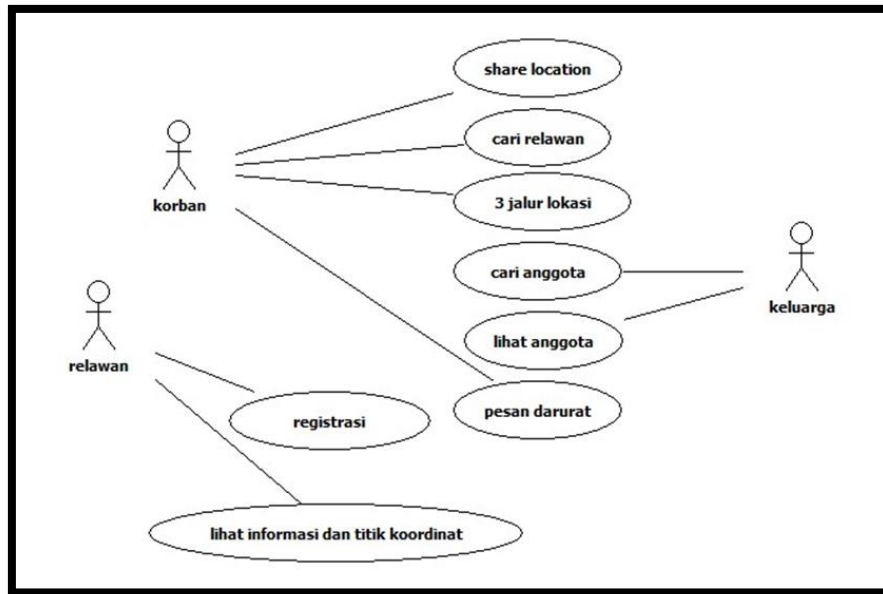 share location
cari relawan
korban
3 jalur lokasi
cari anggota
keluarga
lihat anggota
relawan
pesan darurat
registrasi
lihat informasi dan titik koordinat